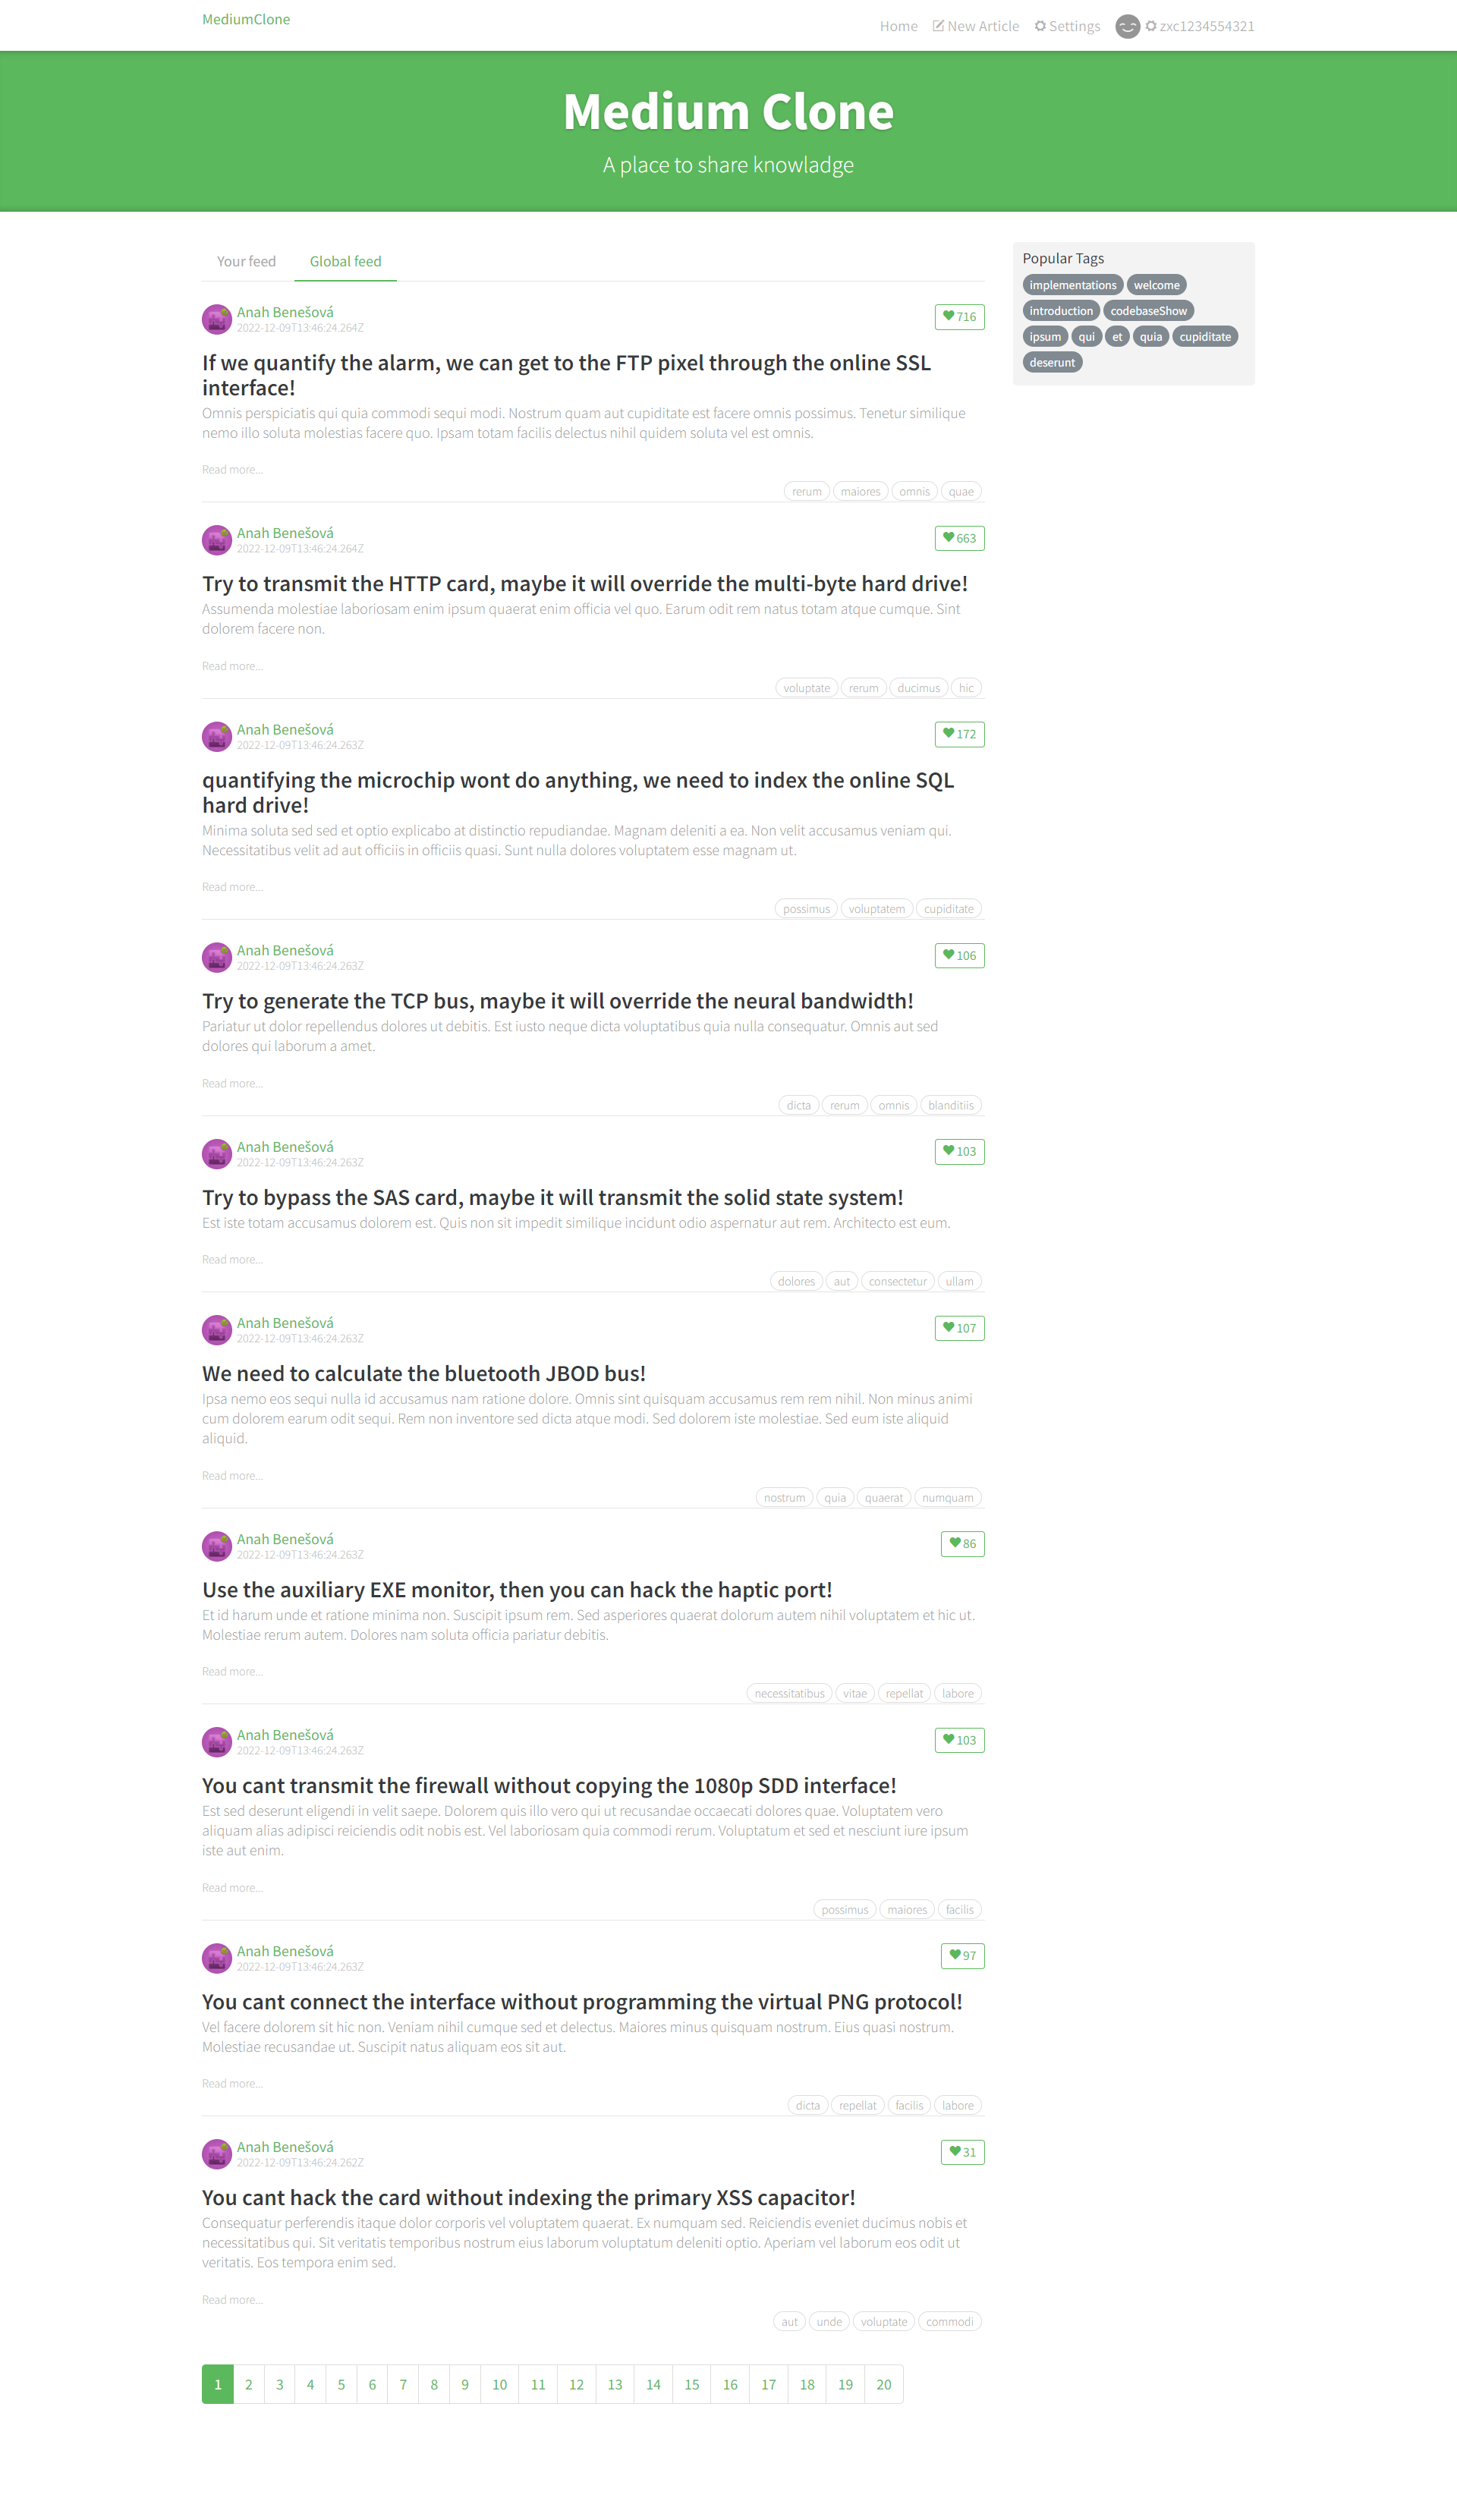 MediumClone
Home New Article Settings zxc1234554321
Medium Clone
A place to share knowladge
Your feed Global feed
Popular Tags
implementations welcome
introduction codebaseShow
ipsum qui et quia cupiditate
deserunt
Anah Benešová
2022-12-09T13:46:24.264Z
716
If we quantify the alarm, we can get to the FTP pixel through the online SSL
interface!
Omnis perspiciatis qui quia commodi sequi modi. Nostrum quam aut cupiditate est facere omnis possimus. Tenetur similique
nemo illo soluta molestias facere quo. Ipsam totam facilis delectus nihil quidem soluta vel est omnis.
Read more...
rerum maiores omnis quae
Anah Benešová
2022-12-09T13:46:24.264Z
663
Try to transmit the HTTP card, maybe it will override the multi-byte hard drive!
Assumenda molestiae laboriosam enim ipsum quaerat enim officia vel quo. Earum odit rem natus totam atque cumque. Sint
dolorem facere non.
Read more...
voluptate rerum ducimus hic
Anah Benešová
2022-12-09T13:46:24.263Z
172
quantifying the microchip wont do anything, we need to index the online SQL
hard drive!
Minima soluta sed sed et optio explicabo at distinctio repudiandae. Magnam deleniti a ea. Non velit accusamus veniam qui.
Necessitatibus velit ad aut officiis in officiis quasi. Sunt nulla dolores voluptatem esse magnam ut.
Read more...
possimus voluptatem cupiditate
Anah Benešová
2022-12-09T13:46:24.263Z
106
Try to generate the TCP bus, maybe it will override the neural bandwidth!
Pariatur ut dolor repellendus dolores ut debitis. Est iusto neque dicta voluptatibus quia nulla consequatur. Omnis aut sed
dolores qui laborum a amet.
Read more...
dicta rerum omnis blanditiis
Anah Benešová
2022-12-09T13:46:24.263Z
103
Try to bypass the SAS card, maybe it will transmit the solid state system!
Est iste totam accusamus dolorem est. Quis non sit impedit similique incidunt odio aspernatur aut rem. Architecto est eum.
Read more...
dolores aut consectetur ullam
Anah Benešová
2022-12-09T13:46:24.263Z
107
We need to calculate the bluetooth JBOD bus!
Ipsa nemo eos sequi nulla id accusamus nam ratione dolore. Omnis sint quisquam accusamus rem rem nihil. Non minus animi
cum dolorem earum odit sequi. Rem non inventore sed dicta atque modi. Sed dolorem iste molestiae. Sed eum iste aliquid
aliquid.
Read more...
nostrum quia quaerat numquam
Anah Benešová
2022-12-09T13:46:24.263Z
86
Use the auxiliary EXE monitor, then you can hack the haptic port!
Et id harum unde et ratione minima non. Suscipit ipsum rem. Sed asperiores quaerat dolorum autem nihil voluptatem et hic ut.
Molestiae rerum autem. Dolores nam soluta officia pariatur debitis.
Read more...
necessitatibus vitae repellat labore
Anah Benešová
2022-12-09T13:46:24.263Z
103
You cant transmit the firewall without copying the 1080p SDD interface!
Est sed deserunt eligendi in velit saepe. Dolorem quis illo vero qui ut recusandae occaecati dolores quae. Voluptatem vero
aliquam alias adipisci reiciendis odit nobis est. Vel laboriosam quia commodi rerum. Voluptatum et sed et nesciunt iure ipsum
iste aut enim.
Read more...
possimus maiores facilis
Anah Benešová
2022-12-09T13:46:24.263Z
97
You cant connect the interface without programming the virtual PNG protocol!
Vel facere dolorem sit hic non. Veniam nihil cumque sed et delectus. Maiores minus quisquam nostrum. Eius quasi nostrum.
Molestiae recusandae ut. Suscipit natus aliquam eos sit aut.
Read more...
dicta repellat facilis labore
Anah Benešová
2022-12-09T13:46:24.262Z
31
You cant hack the card without indexing the primary XSS capacitor!
Consequatur perferendis itaque dolor corporis vel voluptatem quaerat. Ex numquam sed. Reiciendis eveniet ducimus nobis et
necessitatibus qui. Sit veritatis temporibus nostrum eius laborum voluptatum deleniti optio. Aperiam vel laborum eos odit ut
veritatis. Eos tempora enim sed.
Read more...
aut unde voluptate commodi
1 2 3 4 5 6 7 8 9 10 11 12 13 14 15 16 17 18 19 20